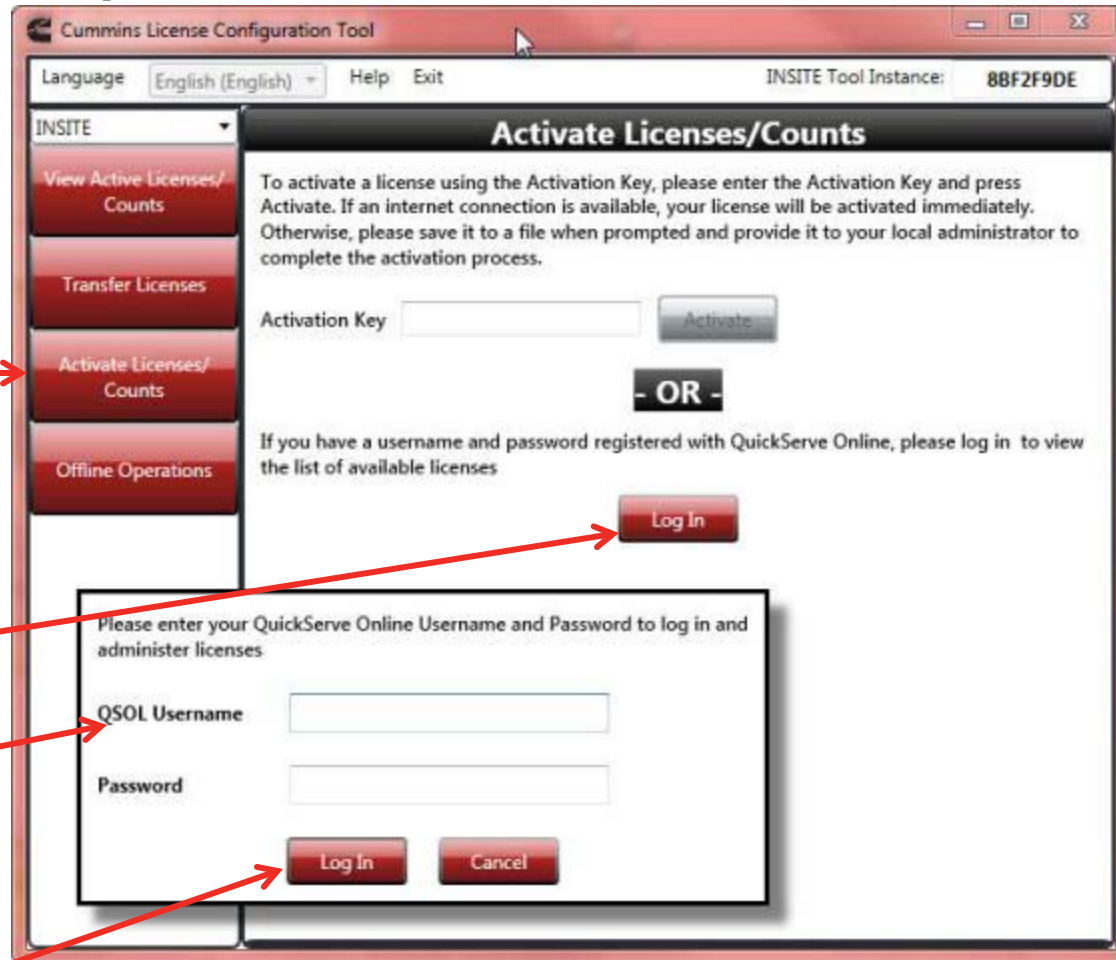 Cummins License Configuration Tool
Language English (English) Help Exit INSITE Tool Instance: 8BF2F9DE
INSITE
View Active Licenses/
Counts
Transfer Licenses
Activate Licenses/
Counts
Offline Operations
Activate Licenses/Counts
To activate a license using the Activation Key, please enter the Activation Key and press
Activate. If an internet connection is available, your license will be activated immediately.
Otherwise, please save it to a file when prompted and provide it to your local administrator to
complete the activation process.
Activation Key Activate
- OR -
If you have a username and password registered with QuickServe Online, please log in to view
the list of available licenses
Log In
Please enter your QuickServe Online Username and Password to log in and
administer licenses
QSOL Username
Password
Log In Cancel